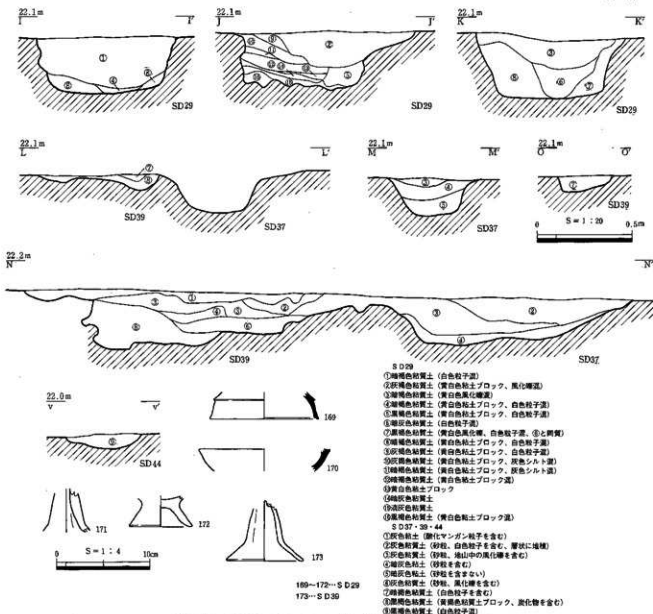 22.1m
I I'
22.1m
J J'
22.1m
K K'
① ⑥ ④ ⑥
SD29
②
SD29
③ ⑧ ⑥ ⑦
SD29
22.1m
L L'
22.1m
M M'
22.1m
O O'
SD39
SD37
SD37
SD39
S=1:20
0 0.5m
22.2m
N N'
SD39
SD37
22.0m
v v'
SD44
169
170
171
172
173
0 S=1:4 10cm
169~172…SD29
173…SD39
SD29
①暗褐色粘質土(白色粒子混)
②灰褐色粘質土(黄白色粘土ブロック、風化礫混)
③暗褐色粘質土(黄白色風化礫混)
④暗褐色粘質土(黄白色粘土ブロック、白色粒子混)
⑤黒褐色粘質土(黄白色粘土ブロック、白色粒子混)
⑥暗灰色粘質土(白色粒子混)
⑦黒褐色粘質土(黄白色風化礫、白色粒子混、⑥と同質)
⑧暗褐色粘質土(黄白色粘土ブロック、白色粒子混)
⑨灰褐色粘質土(黄白色粘土ブロック、白色粒子混)
⑩灰褐色粘質土(黄白色粘土ブロック、灰色シルト混)
⑪暗褐色粘質土(黄白色粘土ブロック、灰色シルト混)
⑫暗褐色粘質土(黄白色粘土ブロック混)
⑬黄白色粘土ブロック
⑭暗灰色粘質土
⑮淡灰色粘質土
⑯黒褐色粘質土(黄白色粘土ブロック混)
SD37・39・44
①灰色粘土(酸化マンガン粒子を含む)
②灰色粘質土(砂粒、白色粒子を含む、層状に堆積)
③灰色粘質土(砂粒、地山中の風化礫を含む)
④暗灰色粘土(砂粒を含む)
⑤暗灰色粘土(砂粒を含まない)
⑥灰色粘質土(砂粒、風化礫を含む)
⑦暗褐色粘質土(白色粒子を含む)
⑧黒褐色粘質土(黄褐色粘質土ブロック、炭化物を含む)
⑨黒褐色粘質土(白色粒子混)